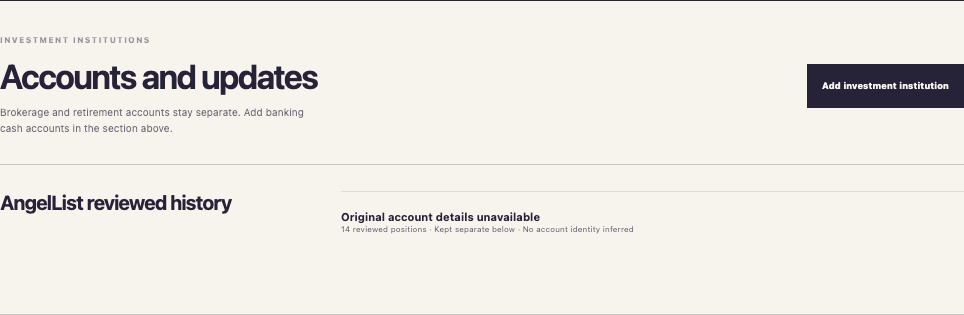 INVESTMENT INSTITUTIONS
Accounts and updates
Add investment institution
Brokerage and retirement accounts stay separate. Add banking
cash accounts in the section above.
AngelList reviewed history
Original account details unavailable
14 reviewed positions · Kept separate below · No account identity inferred